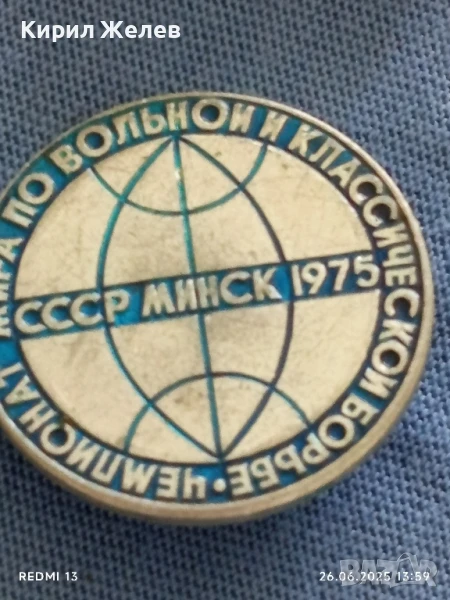 Кирил Желев
ЧЕМПИОНАТ МИРА ПО ВОЛЬНОЙ И КЛАССИЧЕСКОЙ БОРЬБЕ •
СССР МИНСК 1975
REDMI 13
26.06.2025 13:59